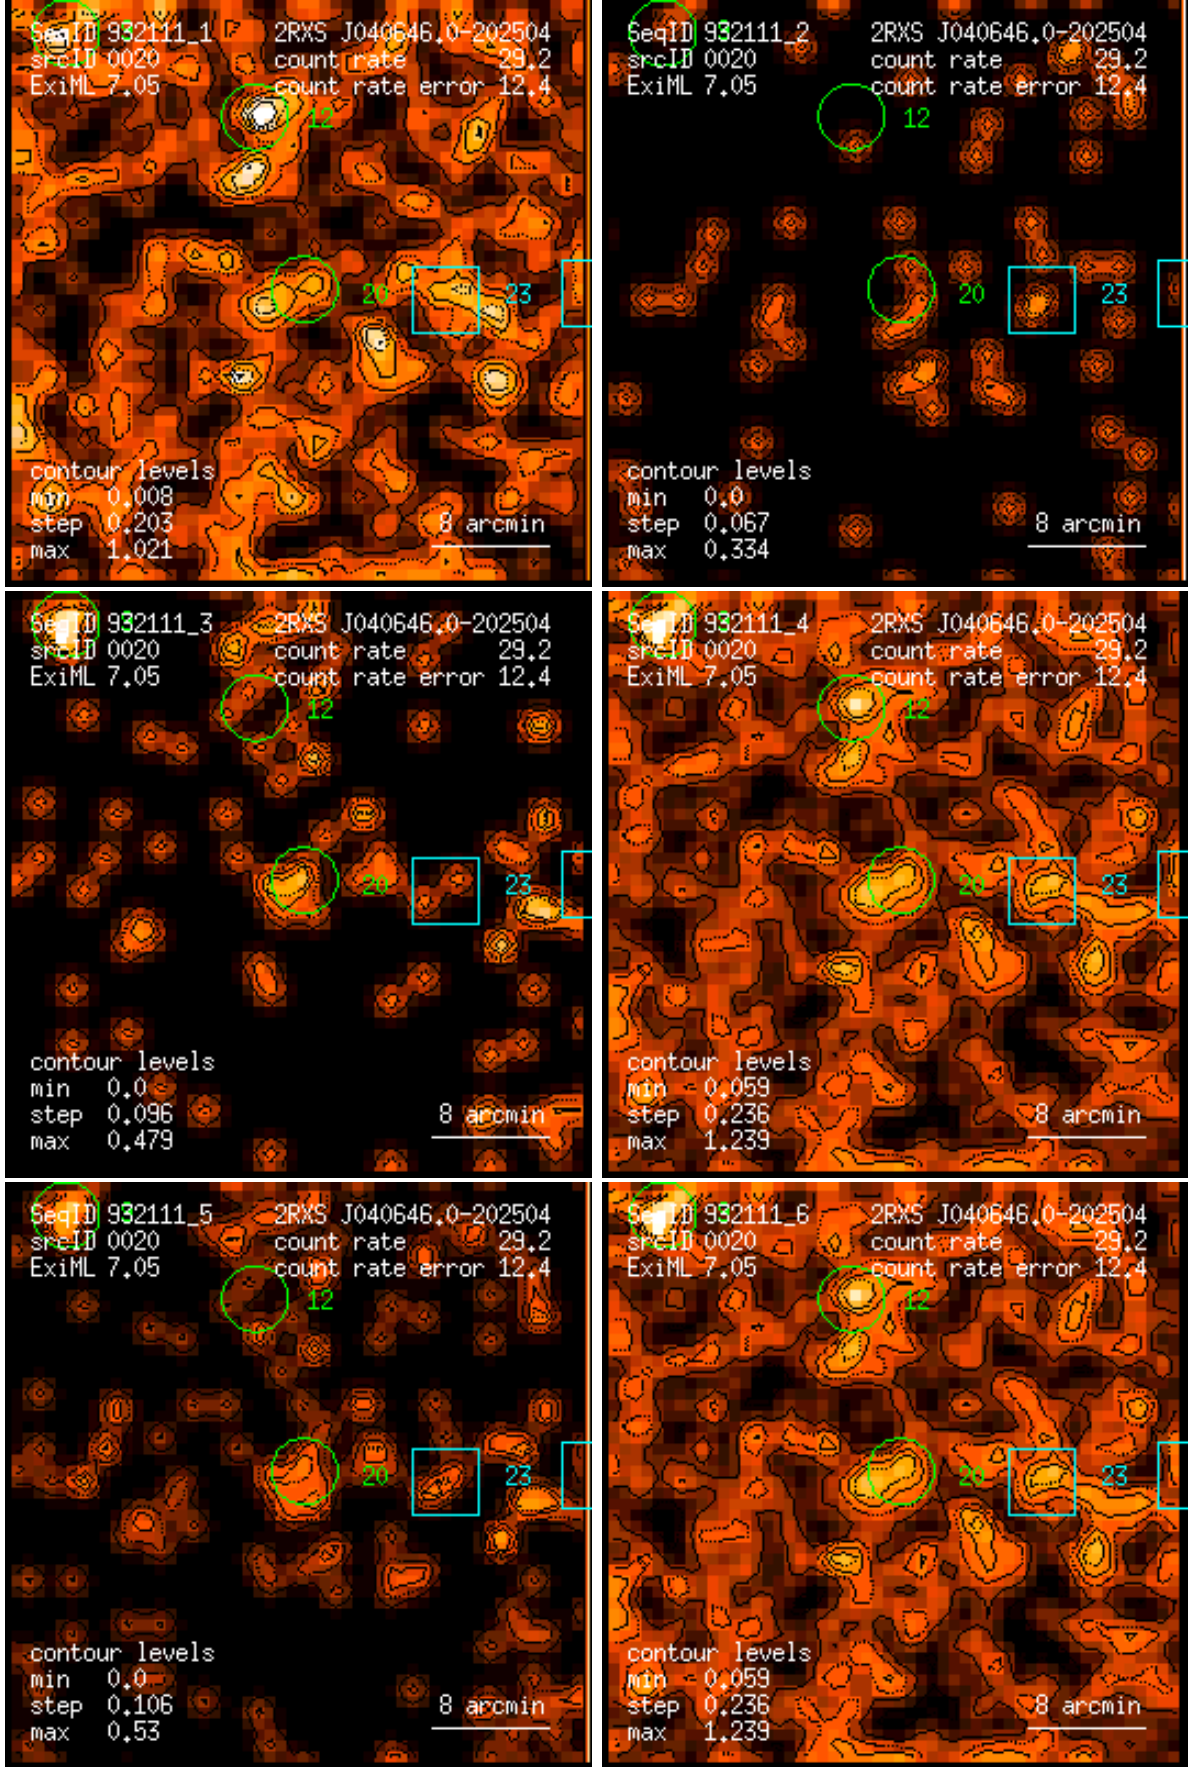 SeqID 932111_1 2RXS J040646.0-202504
srcID 0020 count rate 29.2
ExiML 7.05 count rate error 12.4
12
20
23
contour levels
min 0.008
step 0.203 8 arcmin
max 1.021
SeqID 932111_2 2RXS J040646.0-202504
srcID 0020 count rate 29.2
ExiML 7.05 count rate error 12.4
12
20
23
contour levels
min 0.0
step 0.067 8 arcmin
max 0.334
SeqID 932111_3 2RXS J040646.0-202504
srcID 0020 count rate 29.2
ExiML 7.05 count rate error 12.4
12
20
23
contour levels
min 0.0
step 0.096 8 arcmin
max 0.479
SeqID 932111_4 2RXS J040646.0-202504
srcID 0020 count rate 29.2
ExiML 7.05 count rate error 12.4
12
20
23
contour levels
min 0.059
step 0.236 8 arcmin
max 1.239
SeqID 932111_5 2RXS J040646.0-202504
srcID 0020 count rate 29.2
ExiML 7.05 count rate error 12.4
12
20
23
contour levels
min 0.0
step 0.106 8 arcmin
max 0.53
SeqID 932111_6 2RXS J040646.0-202504
srcID 0020 count rate 29.2
ExiML 7.05 count rate error 12.4
12
20
23
contour levels
min 0.059
step 0.236 8 arcmin
max 1.239